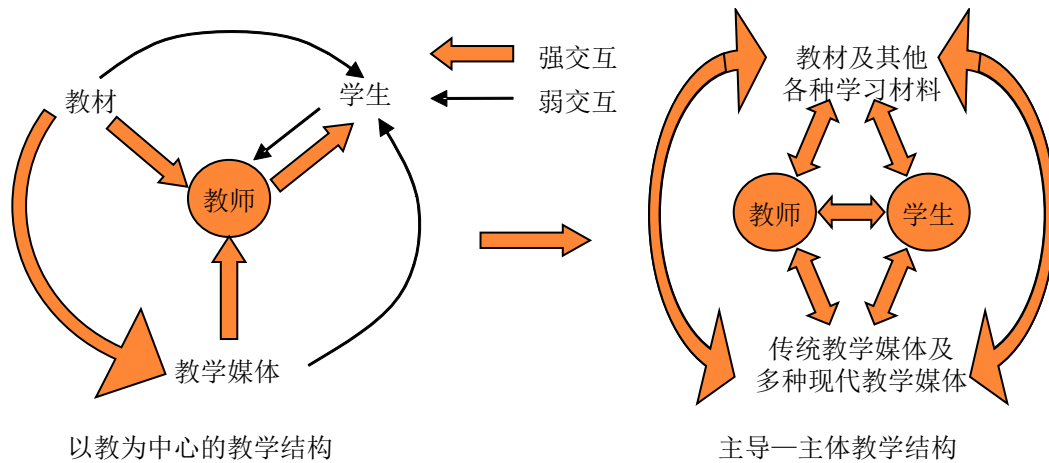 教材
学生
强交互
弱交互
教师
教学媒体
以教为中心的教学结构
教材及其他
各种学习材料
教师
学生
传统教学媒体及
多种现代教学媒体
主导—主体教学结构